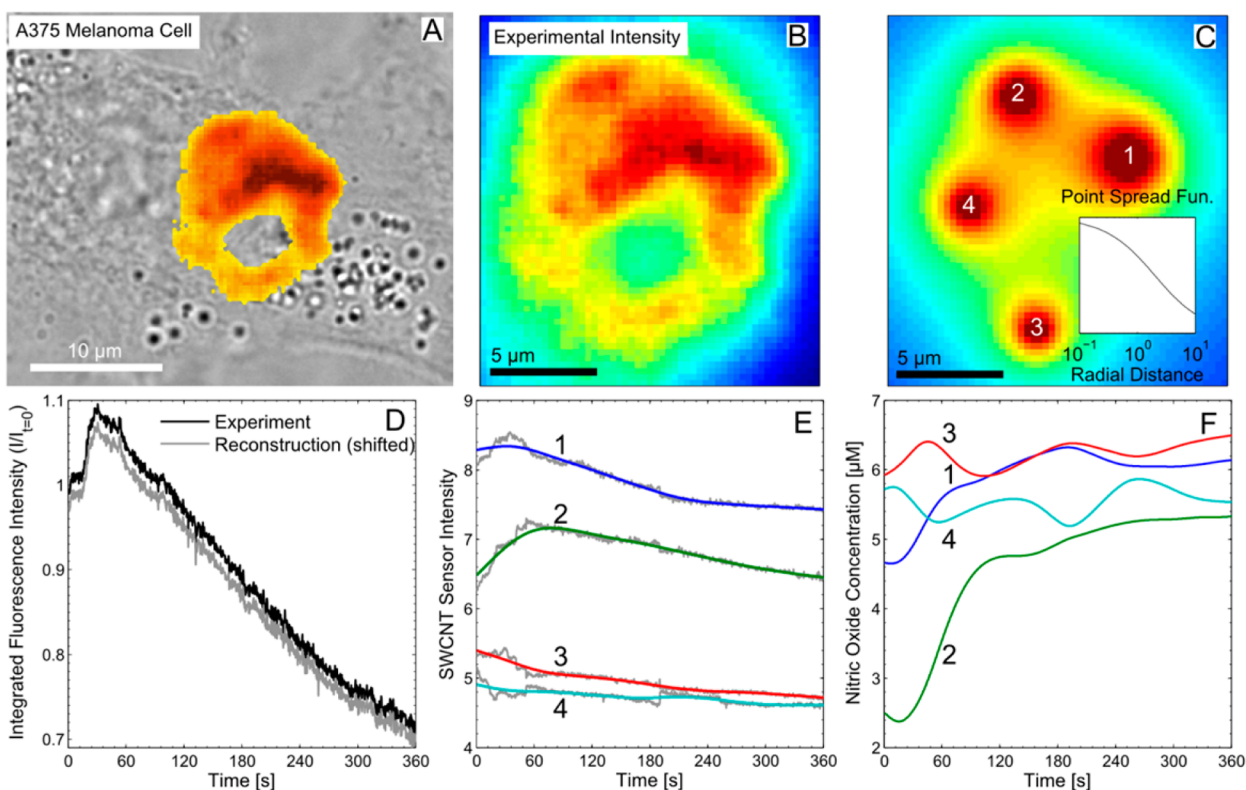 A375 Melanoma Cell
A
10 µm
Experimental Intensity
B
5 µm
C
2
1
4
3
Point Spread Fun.
10⁻¹ 10⁰ 10¹
Radial Distance
5 µm
D
Experiment
Reconstruction (shifted)
Integrated Fluorescence Intensity (I/I_{t=0})
1.1
1
0.9
0.8
0.7
0 60 120 180 240 300 360
Time [s]
E
SWCNT Sensor Intensity
9
8
7
6
5
4
1
2
3
4
0 60 120 180 240 300 360
Time [s]
F
Nitric Oxide Concentration [µM]
7
6
5
4
3
2
3
1
4
2
0 60 120 180 240 300 360
Time [s]